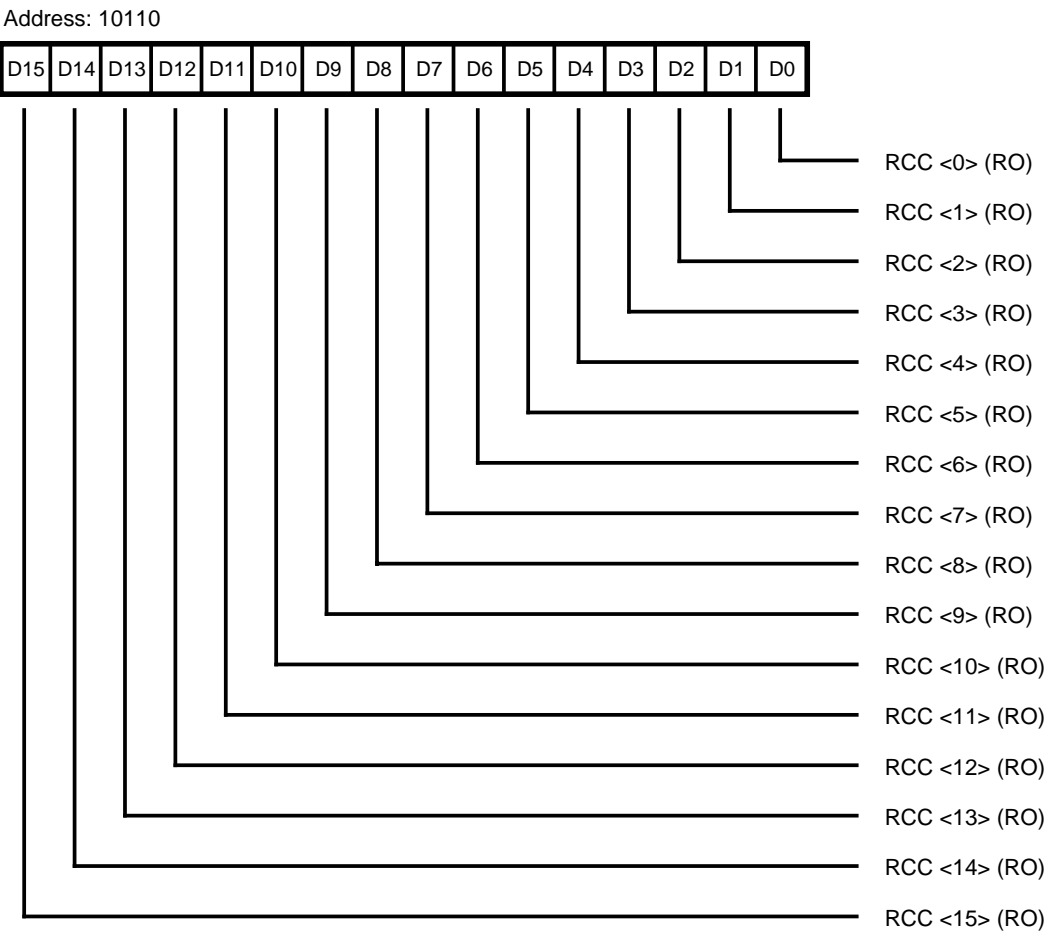 Address: 10110
D15 D14 D13 D12 D11 D10 D9 D8 D7 D6 D5 D4 D3 D2 D1 D0
RCC <0> (RO)
RCC <1> (RO)
RCC <2> (RO)
RCC <3> (RO)
RCC <4> (RO)
RCC <5> (RO)
RCC <6> (RO)
RCC <7> (RO)
RCC <8> (RO)
RCC <9> (RO)
RCC <10> (RO)
RCC <11> (RO)
RCC <12> (RO)
RCC <13> (RO)
RCC <14> (RO)
RCC <15> (RO)